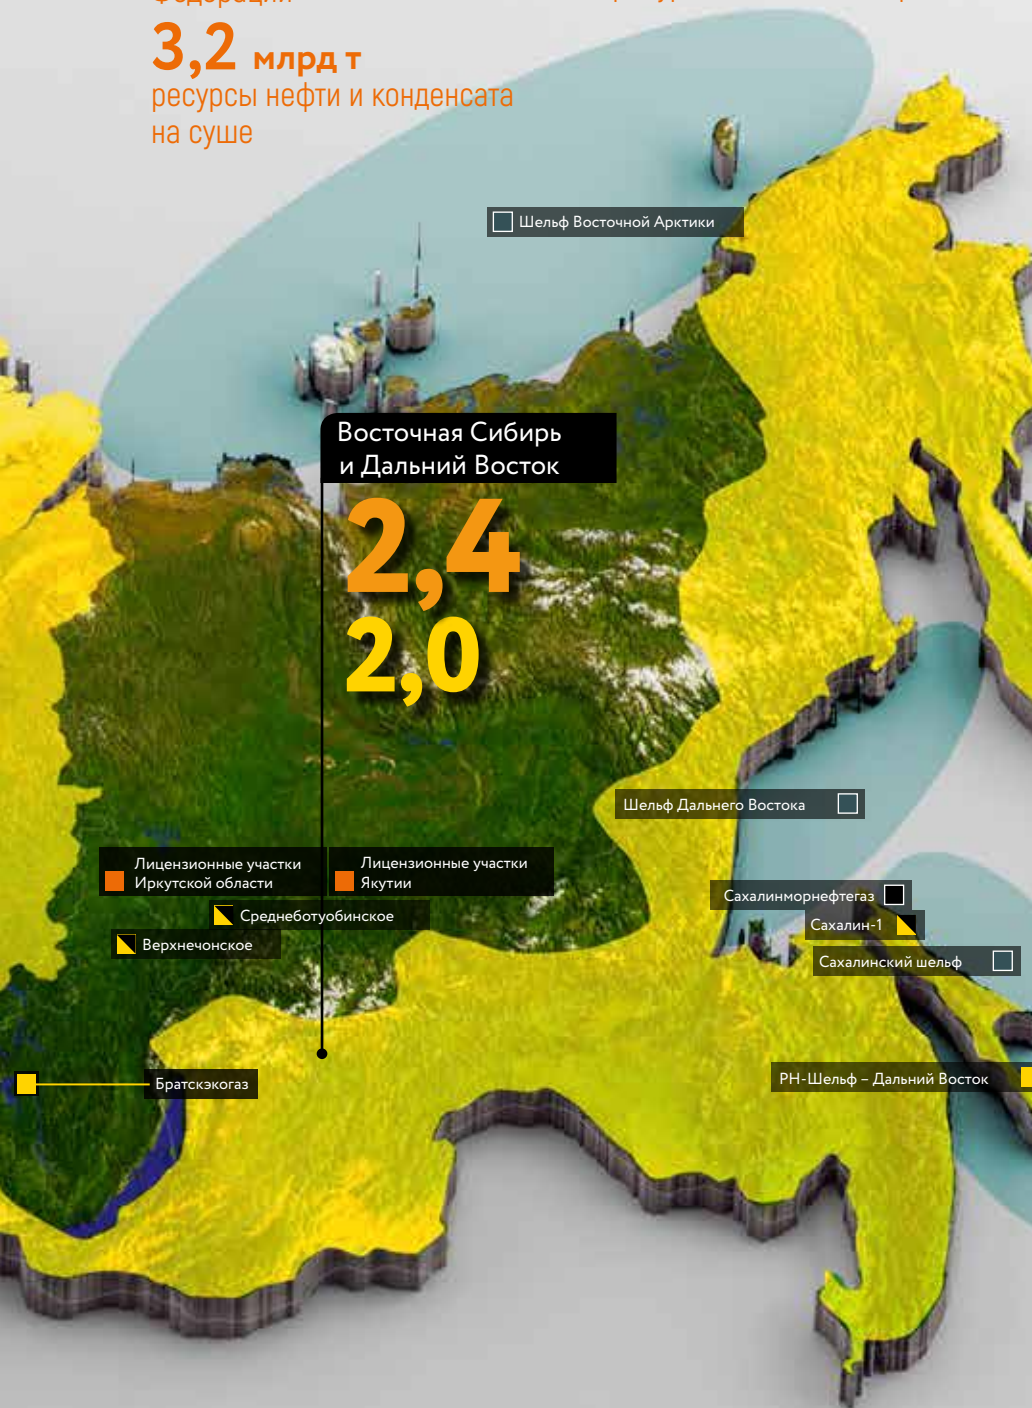 3,2 млрд т
ресурсы нефти и конденсата
на суше
Шельф Восточной Арктики
Восточная Сибирь
и Дальний Восток
2,4
2,0
Шельф Дальнего Востока
Лицензионные участки
Иркутской области
Лицензионные участки
Якутии
Среднеботуобинское
Верхнечонское
Сахалинморнефтегаз
Сахалин-1
Сахалинский шельф
Братскэкогаз
РН-Шельф – Дальний Восток